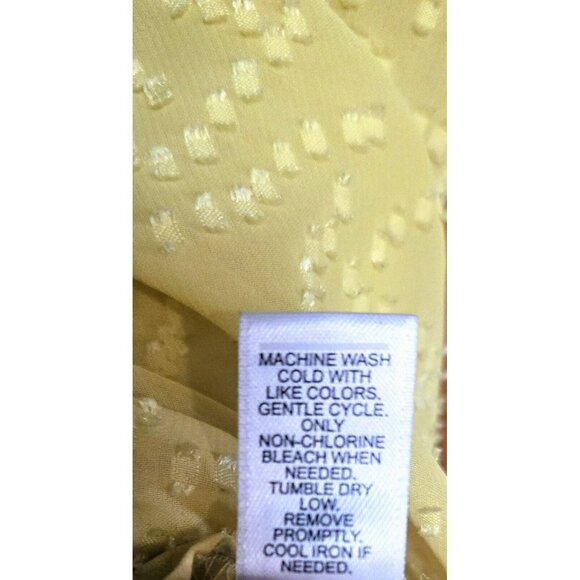 MACHINE WASH
COLD WITH
LIKE COLORS.
GENTLE CYCLE.
ONLY
NON-CHLORINE
BLEACH WHEN
NEEDED.
TUMBLE DRY
LOW.
REMOVE
PROMPTLY.
COOL IRON IF
NEEDED.